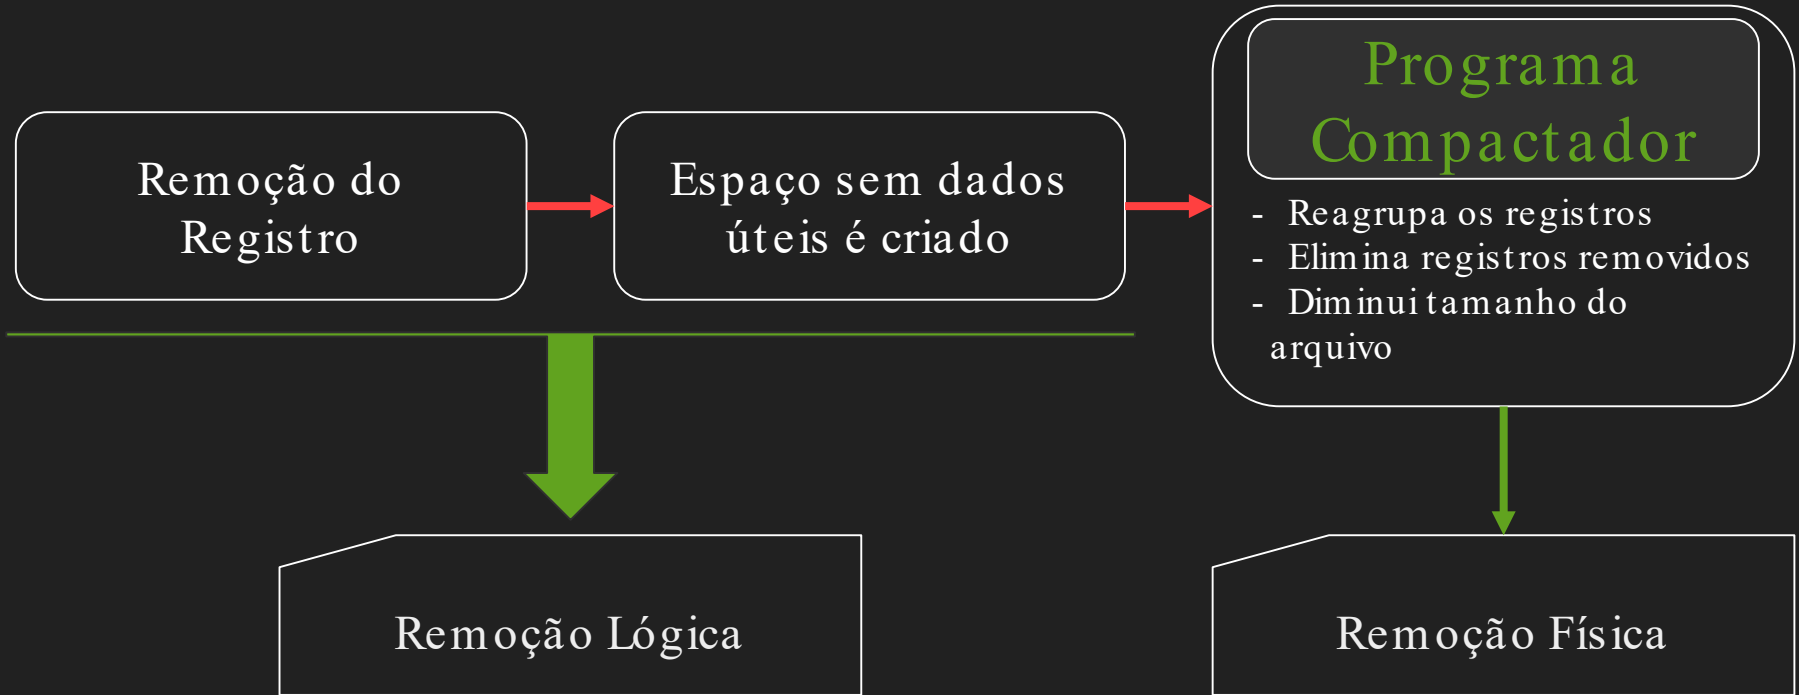 Remoção do
Registro
Espaço sem dados
úteis é criado
Programa
Compactador
- Reagrupa os registros
- Elimina registros removidos
- Diminui tamanho do
arquivo
Remoção Lógica
Remoção Física